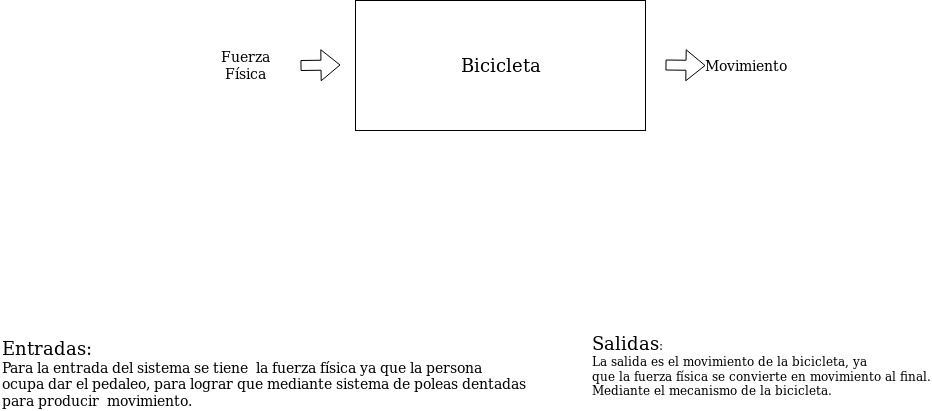 Fuerza
Física
Bicicleta
Movimiento
Entradas:
Para la entrada del sistema se tiene  la fuerza física ya que la persona
ocupa dar el pedaleo, para lograr que mediante sistema de poleas dentadas
para producir  movimiento.
Salidas:
La salida es el movimiento de la bicicleta, ya
que la fuerza física se convierte en movimiento al final.
Mediante el mecanismo de la bicicleta.